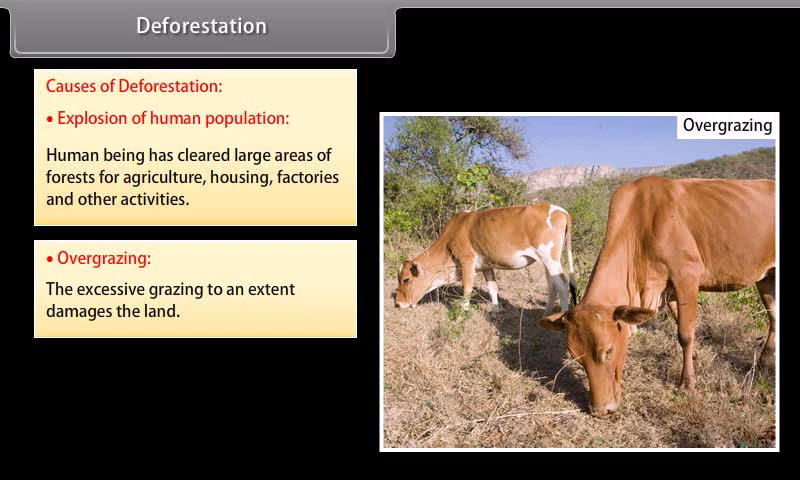 Deforestation
Causes of Deforestation:
• Explosion of human population:
Human being has cleared large areas of
forests for agriculture, housing, factories
and other activities.
• Overgrazing:
The excessive grazing to an extent
damages the land.
Overgrazing